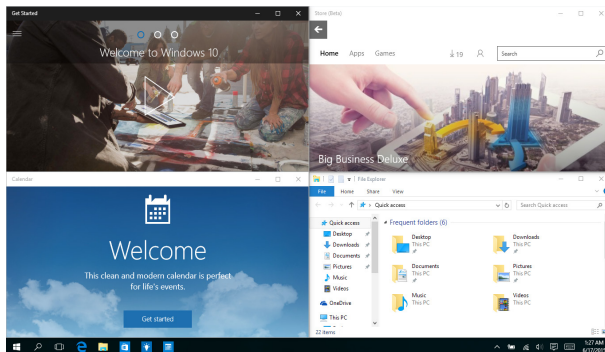 Get Started
Welcome to Windows 10
Store (Beta)
Home Apps Games 19 Search
Big Business Deluxe
Calendar
Welcome
This clean and modern calendar is perfect
for life's events.
Get started
File Explorer
File Home Share View
Quick access Search Quick access
Quick access
Desktop
Downloads
Documents
Pictures
Music
Videos
OneDrive
This PC
Frequent folders (6)
Desktop
This PC
Downloads
This PC
Documents
This PC
Pictures
This PC
Music
This PC
Videos
This PC
22 items
1:27 AM